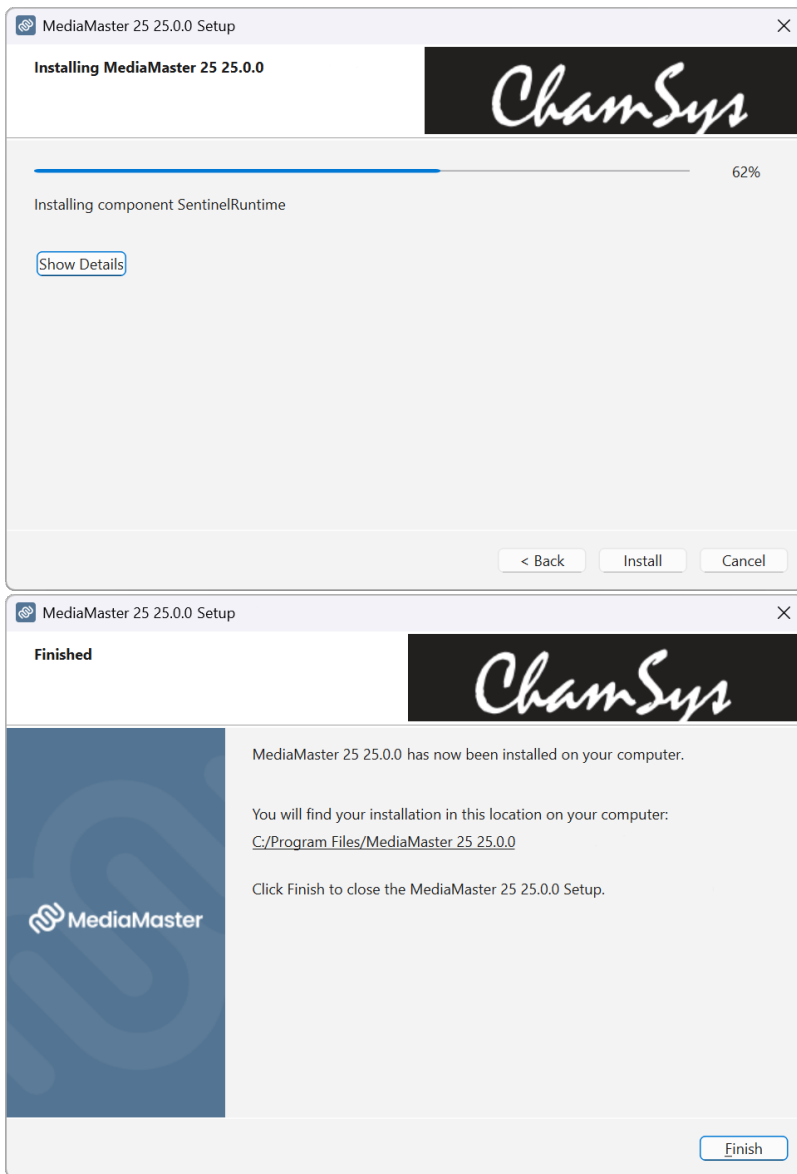 MediaMaster 25 25.0.0 Setup
Installing MediaMaster 25 25.0.0
ChamSys
62%
Installing component SentinelRuntime
Show Details
< Back Install Cancel
MediaMaster 25 25.0.0 Setup
Finished
ChamSys
MediaMaster 25 25.0.0 has now been installed on your computer.
You will find your installation in this location on your computer:
C:/Program Files/MediaMaster 25 25.0.0
Click Finish to close the MediaMaster 25 25.0.0 Setup.
MediaMaster
Finish